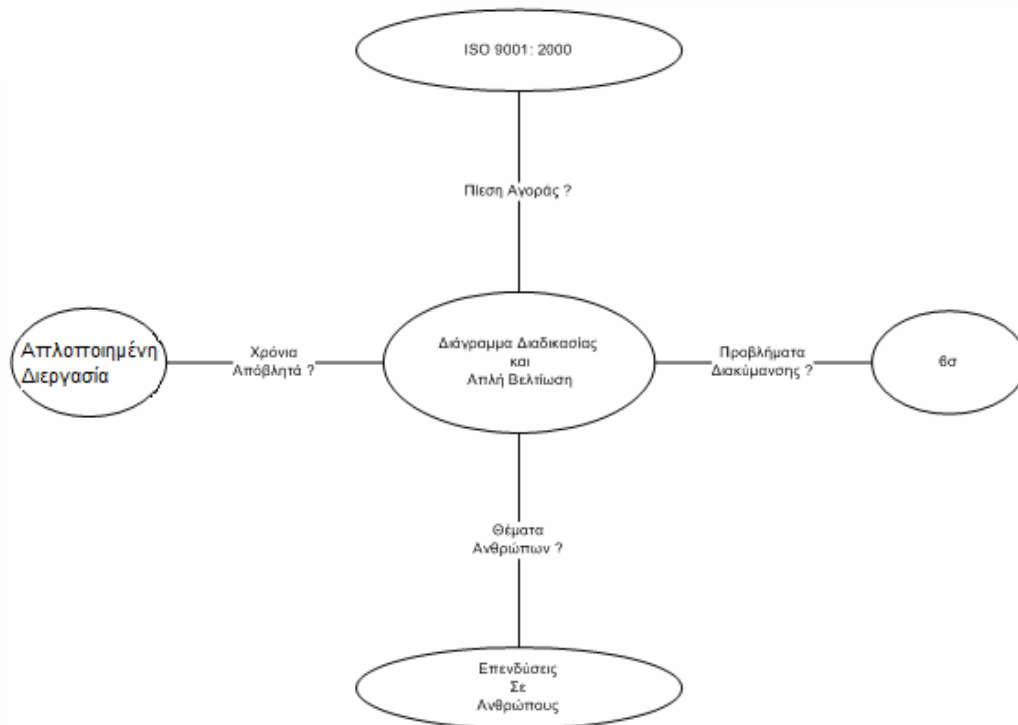 ISO 9001: 2000
Πίεση Αγοράς ?
Απλοποιημένη
Διεργασία
Χρόνια
Απόβλητά ?
Διάγραμμα Διαδικασίας
και
Απλή Βελτίωση
Προβλήματα
Διακύμανσης ?
6σ
Θέματα
Ανθρώπων ?
Επενδύσεις
Σε
Ανθρώπους